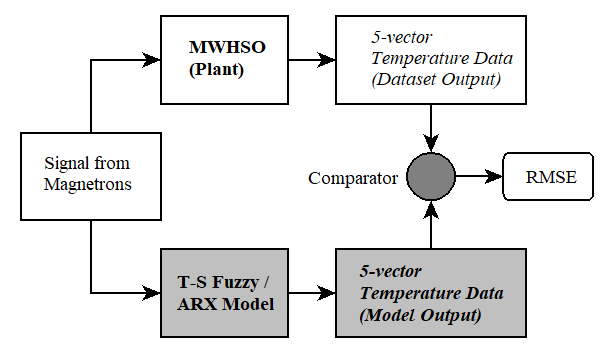 MWHSO
(Plant)
5-vector
Temperature Data
(Dataset Output)
Signal from
Magnetrons
Comparator
RMSE
T-S Fuzzy /
ARX Model
5-vector
Temperature Data
(Model Output)